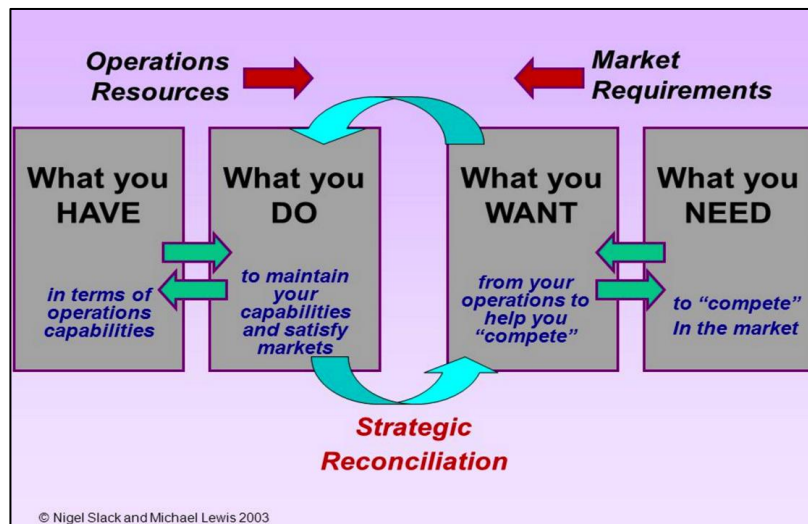 Operations
Resources
Market
Requirements
What you
HAVE
in terms of
operations
capabilities
What you
DO
to maintain
your
capabilities
and satisfy
markets
What you
WANT
from your
operations to
help you
“compete”
What you
NEED
to “compete”
In the market
Strategic
Reconciliation
© Nigel Slack and Michael Lewis 2003